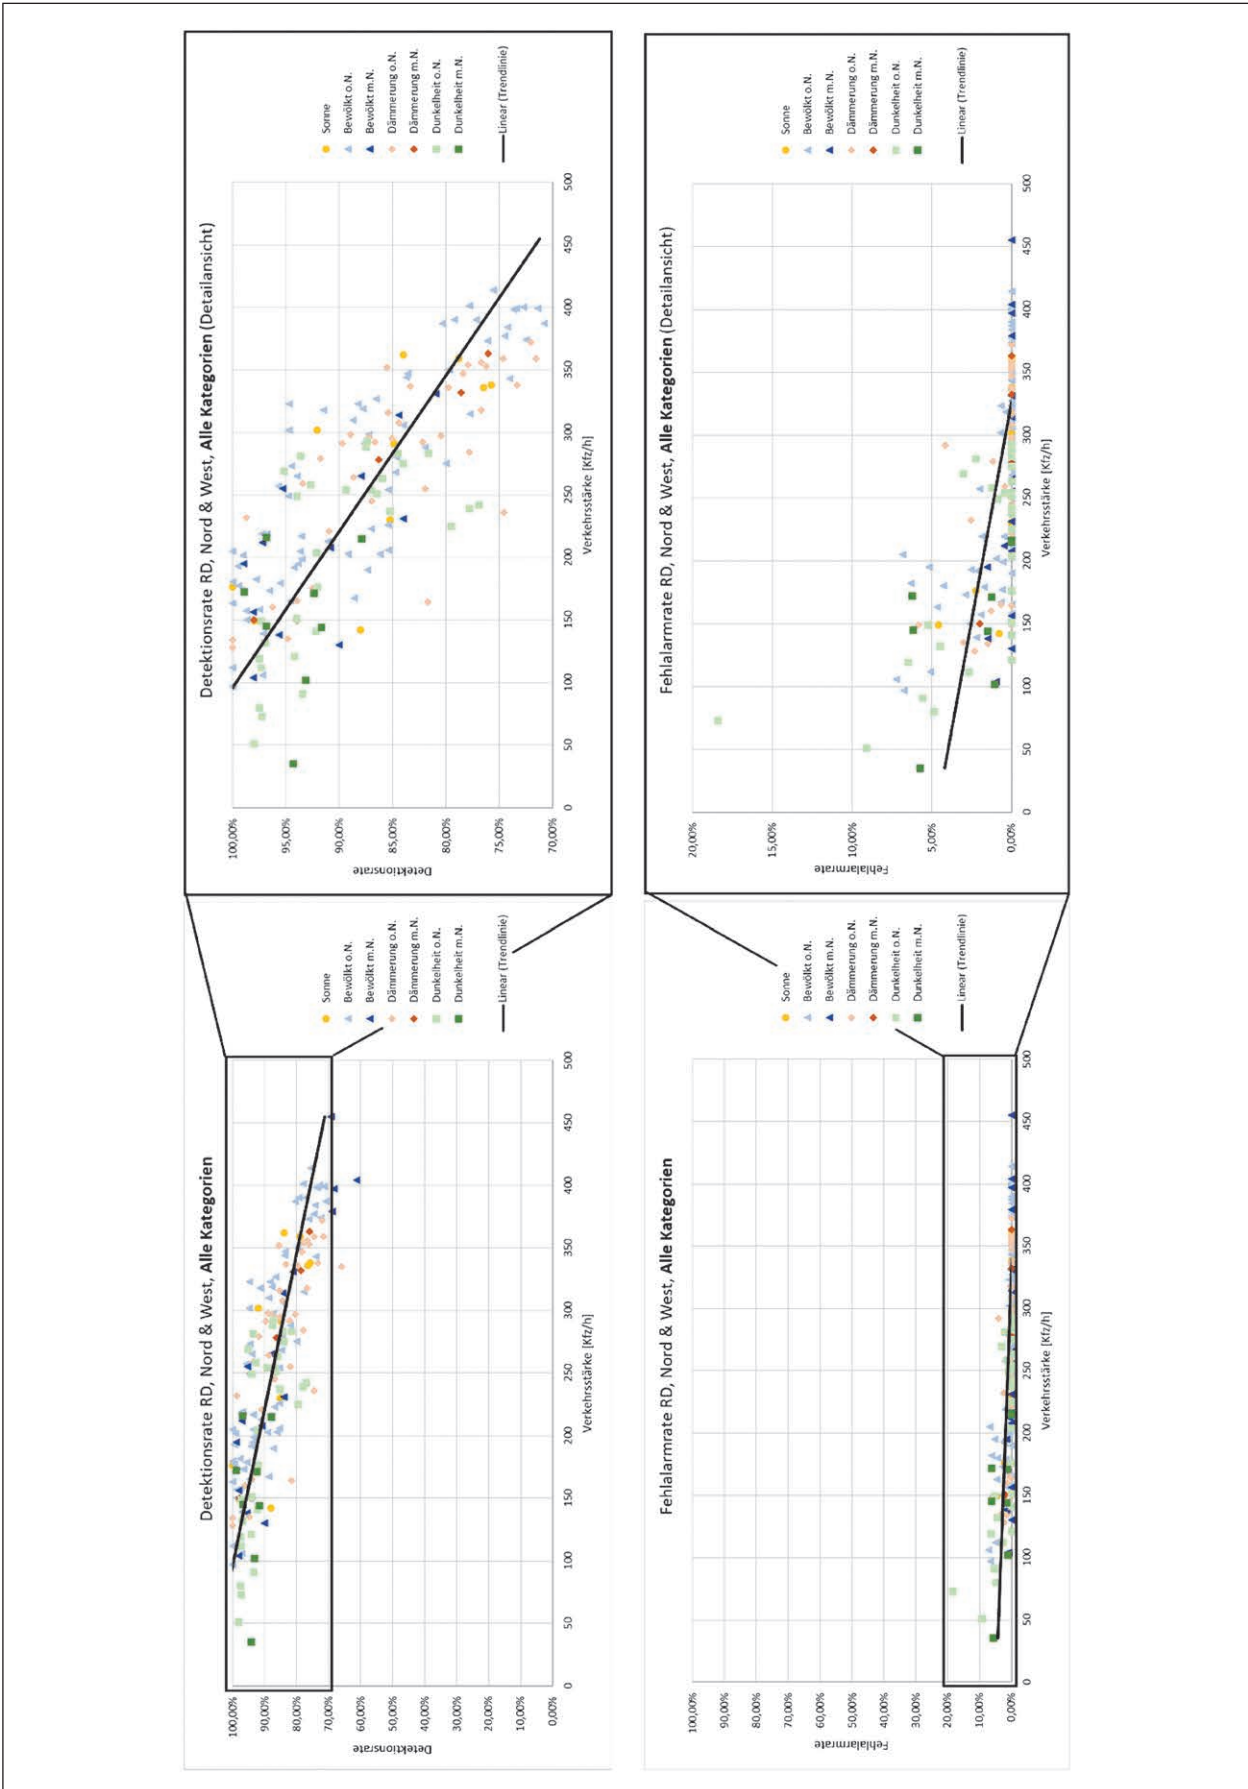 Detektionsrate RD, Nord & West, Alle Kategorien
Detektionsrate
100,00%
90,00%
80,00%
70,00%
60,00%
50,00%
40,00%
30,00%
20,00%
10,00%
0,00%
0 50 100 150 200 250 300 350 400 450 500
Verkehrsstärke [Kfz/h]
Sonne
Bewölkt o.N.
Bewölkt m.N.
Dämmerung o.N.
Dämmerung m.N.
Dunkelheit o.N.
Dunkelheit m.N.
Linear (Trendlinie)
Detektionsrate RD, Nord & West, Alle Kategorien (Detailansicht)
Detektionsrate
100,00%
95,00%
90,00%
85,00%
80,00%
75,00%
70,00%
0 50 100 150 200 250 300 350 400 450 500
Verkehrsstärke [Kfz/h]
Sonne
Bewölkt o.N.
Bewölkt m.N.
Dämmerung o.N.
Dämmerung m.N.
Dunkelheit o.N.
Dunkelheit m.N.
Linear (Trendlinie)
Fehlalarmrate RD, Nord & West, Alle Kategorien
Fehlalarmrate
100,00%
90,00%
80,00%
70,00%
60,00%
50,00%
40,00%
30,00%
20,00%
10,00%
0,00%
0 50 100 150 200 250 300 350 400 450 500
Verkehrsstärke [Kfz/h]
Sonne
Bewölkt o.N.
Bewölkt m.N.
Dämmerung o.N.
Dämmerung m.N.
Dunkelheit o.N.
Dunkelheit m.N.
Linear (Trendlinie)
Fehlalarmrate RD, Nord & West, Alle Kategorien (Detailansicht)
Fehlalarmrate
20,00%
15,00%
10,00%
5,00%
0,00%
0 50 100 150 200 250 300 350 400 450 500
Verkehrsstärke [Kfz/h]
Sonne
Bewölkt o.N.
Bewölkt m.N.
Dämmerung o.N.
Dämmerung m.N.
Dunkelheit o.N.
Dunkelheit m.N.
Linear (Trendlinie)